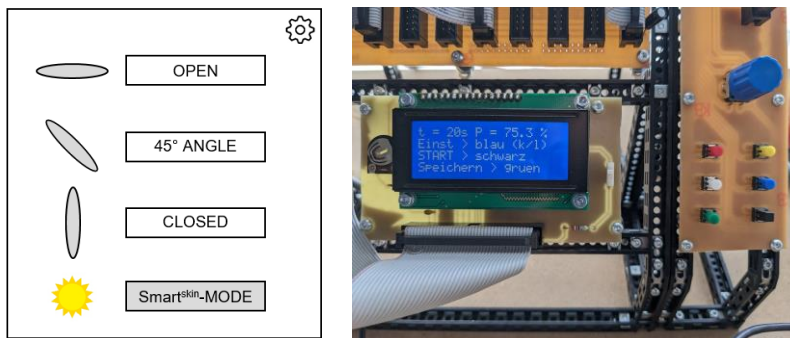 OPEN
45° ANGLE
CLOSED
Smartskin-MODE
t = 20s P = 75.3 %
Einst > blau (k/l)
START > schwarz
Speichern > gruen